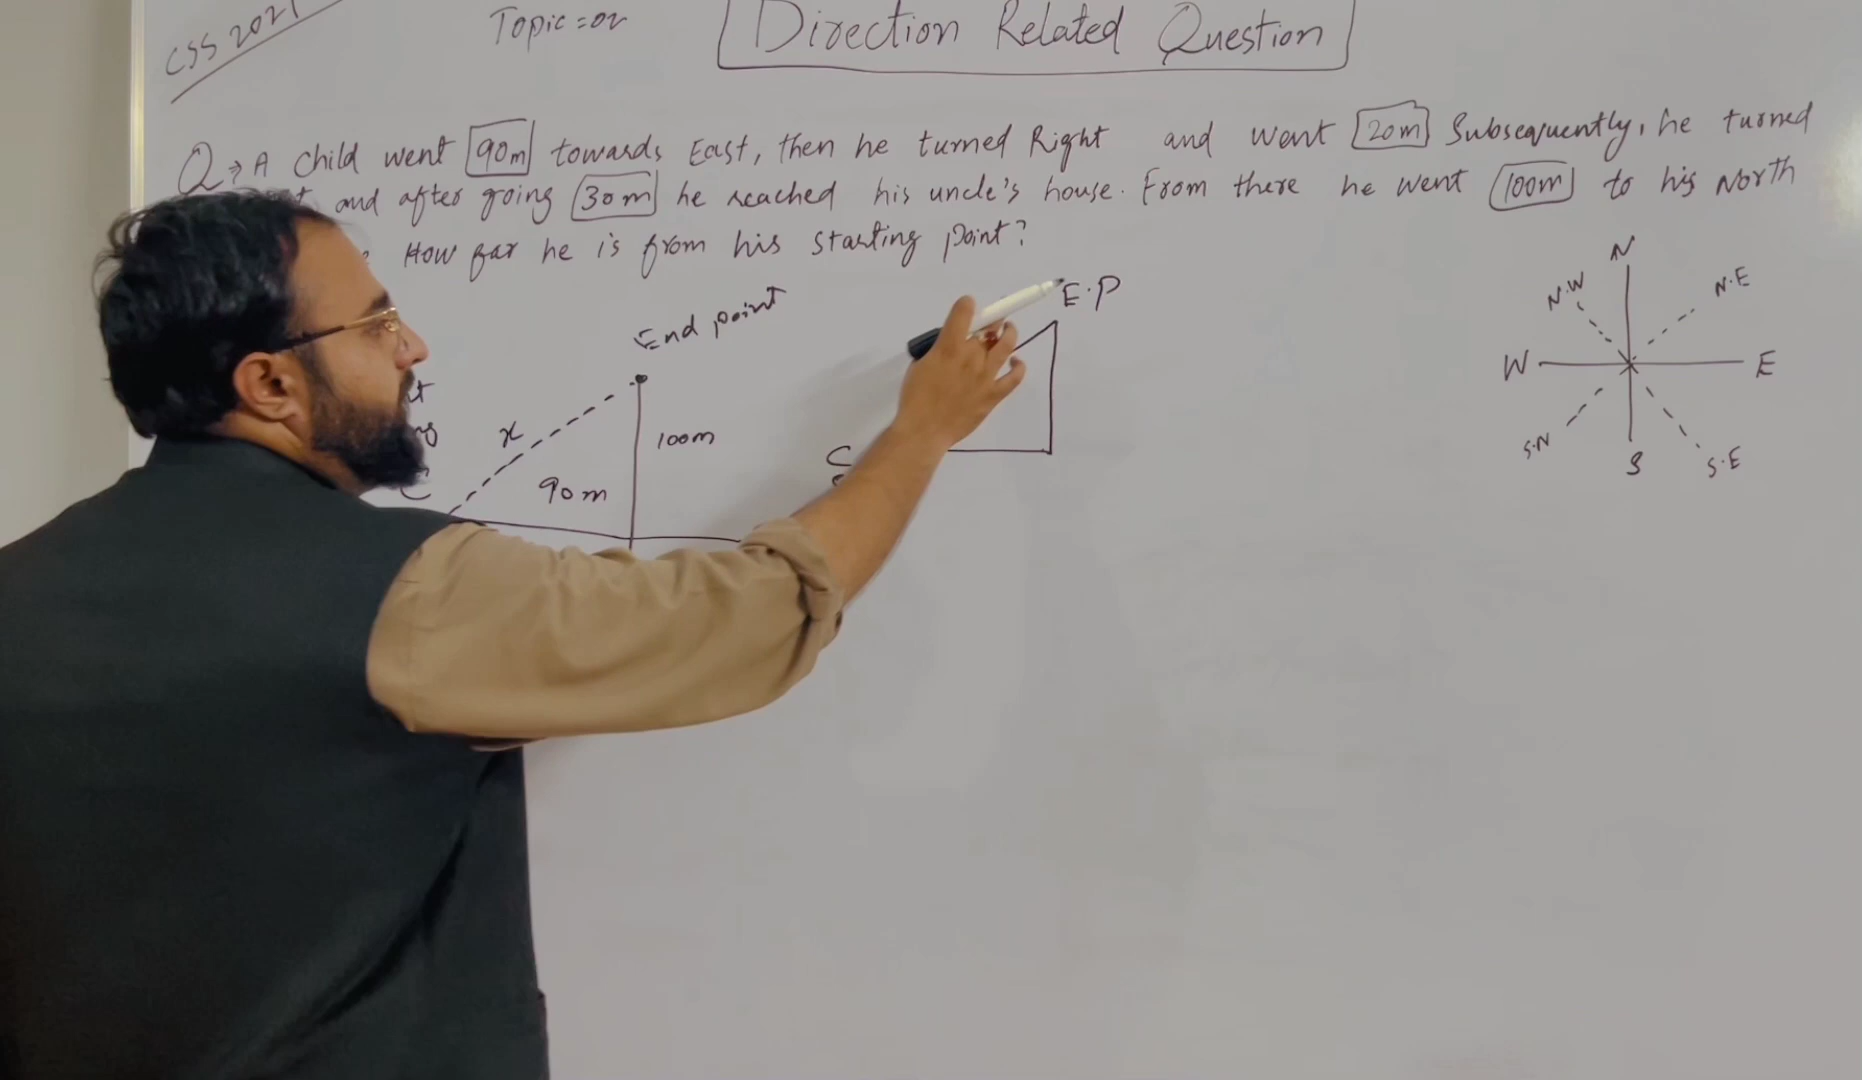 CSS 2021
Topic = 02
Direction Related Question
Q → A child went 90m towards East, then he turned Right and went 20m Subsequently, he turned
and after going 30m he reached his uncle's house. From there he went 100m to his North
How far he is from his starting point?
End point
x
100m
90m
E.P
N
N.W
N.E
W
E
S.N
S
S.E